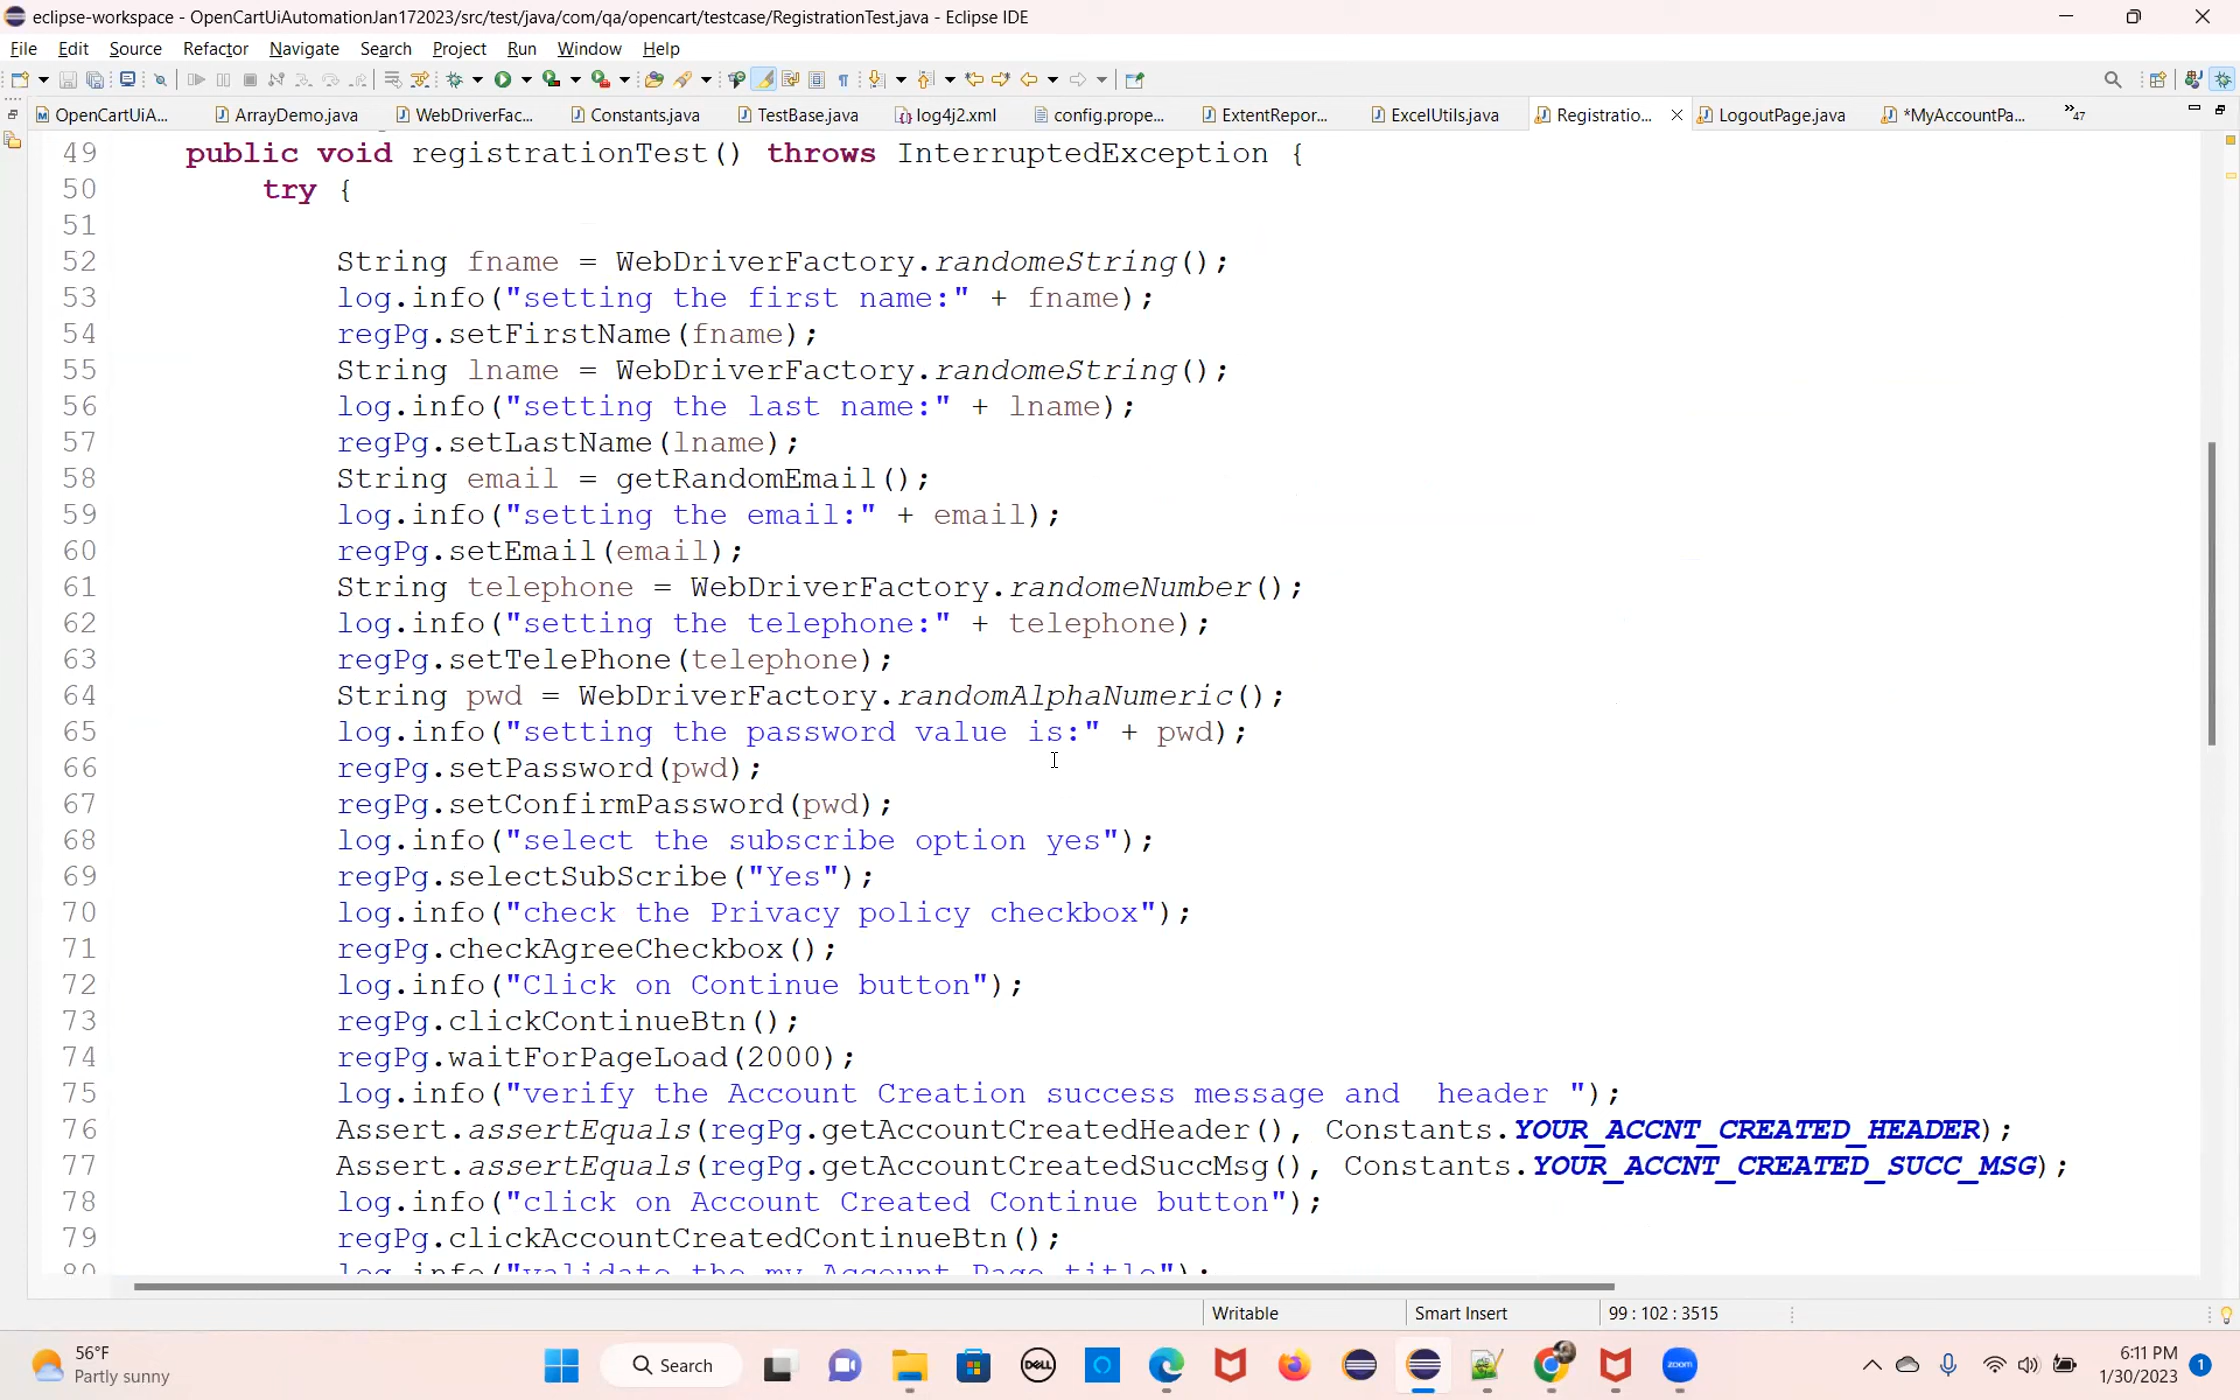 eclipse-workspace - OpenCartUiAutomationJan172023/src/test/java/com/qa/opencart/testcase/RegistrationTest.java - Eclipse IDE
File Edit Source Refactor Navigate Search Project Run Window Help
OpenCartUiA... ArrayDemo.java WebDriverFac... Constants.java TestBase.java log4j2.xml config.prope... ExtentRepor... ExcelUtils.java Registratio... LogoutPage.java *MyAccountPa... »47
49 public void registrationTest() throws InterruptedException {
50 try {
51
52 String fname = WebDriverFactory.randomeString();
53 log.info("setting the first name:" + fname);
54 regPg.setFirstName(fname);
55 String lname = WebDriverFactory.randomeString();
56 log.info("setting the last name:" + lname);
57 regPg.setLastName(lname);
58 String email = getRandomEmail();
59 log.info("setting the email:" + email);
60 regPg.setEmail(email);
61 String telephone = WebDriverFactory.randomeNumber();
62 log.info("setting the telephone:" + telephone);
63 regPg.setTelePhone(telephone);
64 String pwd = WebDriverFactory.randomAlphaNumeric();
65 log.info("setting the password value is:" + pwd);
66 regPg.setPassword(pwd);
67 regPg.setConfirmPassword(pwd);
68 log.info("select the subscribe option yes");
69 regPg.selectSubScribe("Yes");
70 log.info("check the Privacy policy checkbox");
71 regPg.checkAgreeCheckbox();
72 log.info("Click on Continue button");
73 regPg.clickContinueBtn();
74 regPg.waitForPageLoad(2000);
75 log.info("verify the Account Creation success message and  header ");
76 Assert.assertEquals(regPg.getAccountCreatedHeader(), Constants.YOUR_ACCNT_CREATED_HEADER);
77 Assert.assertEquals(regPg.getAccountCreatedSuccMsg(), Constants.YOUR_ACCNT_CREATED_SUCC_MSG);
78 log.info("click on Account Created Continue button");
79 regPg.clickAccountCreatedContinueBtn();
80 log.info("validate the my Account Page title");
Writable Smart Insert 99 : 102 : 3515
56°F
Partly sunny
Search
DELL
zoom
6:11 PM
1/30/2023
1